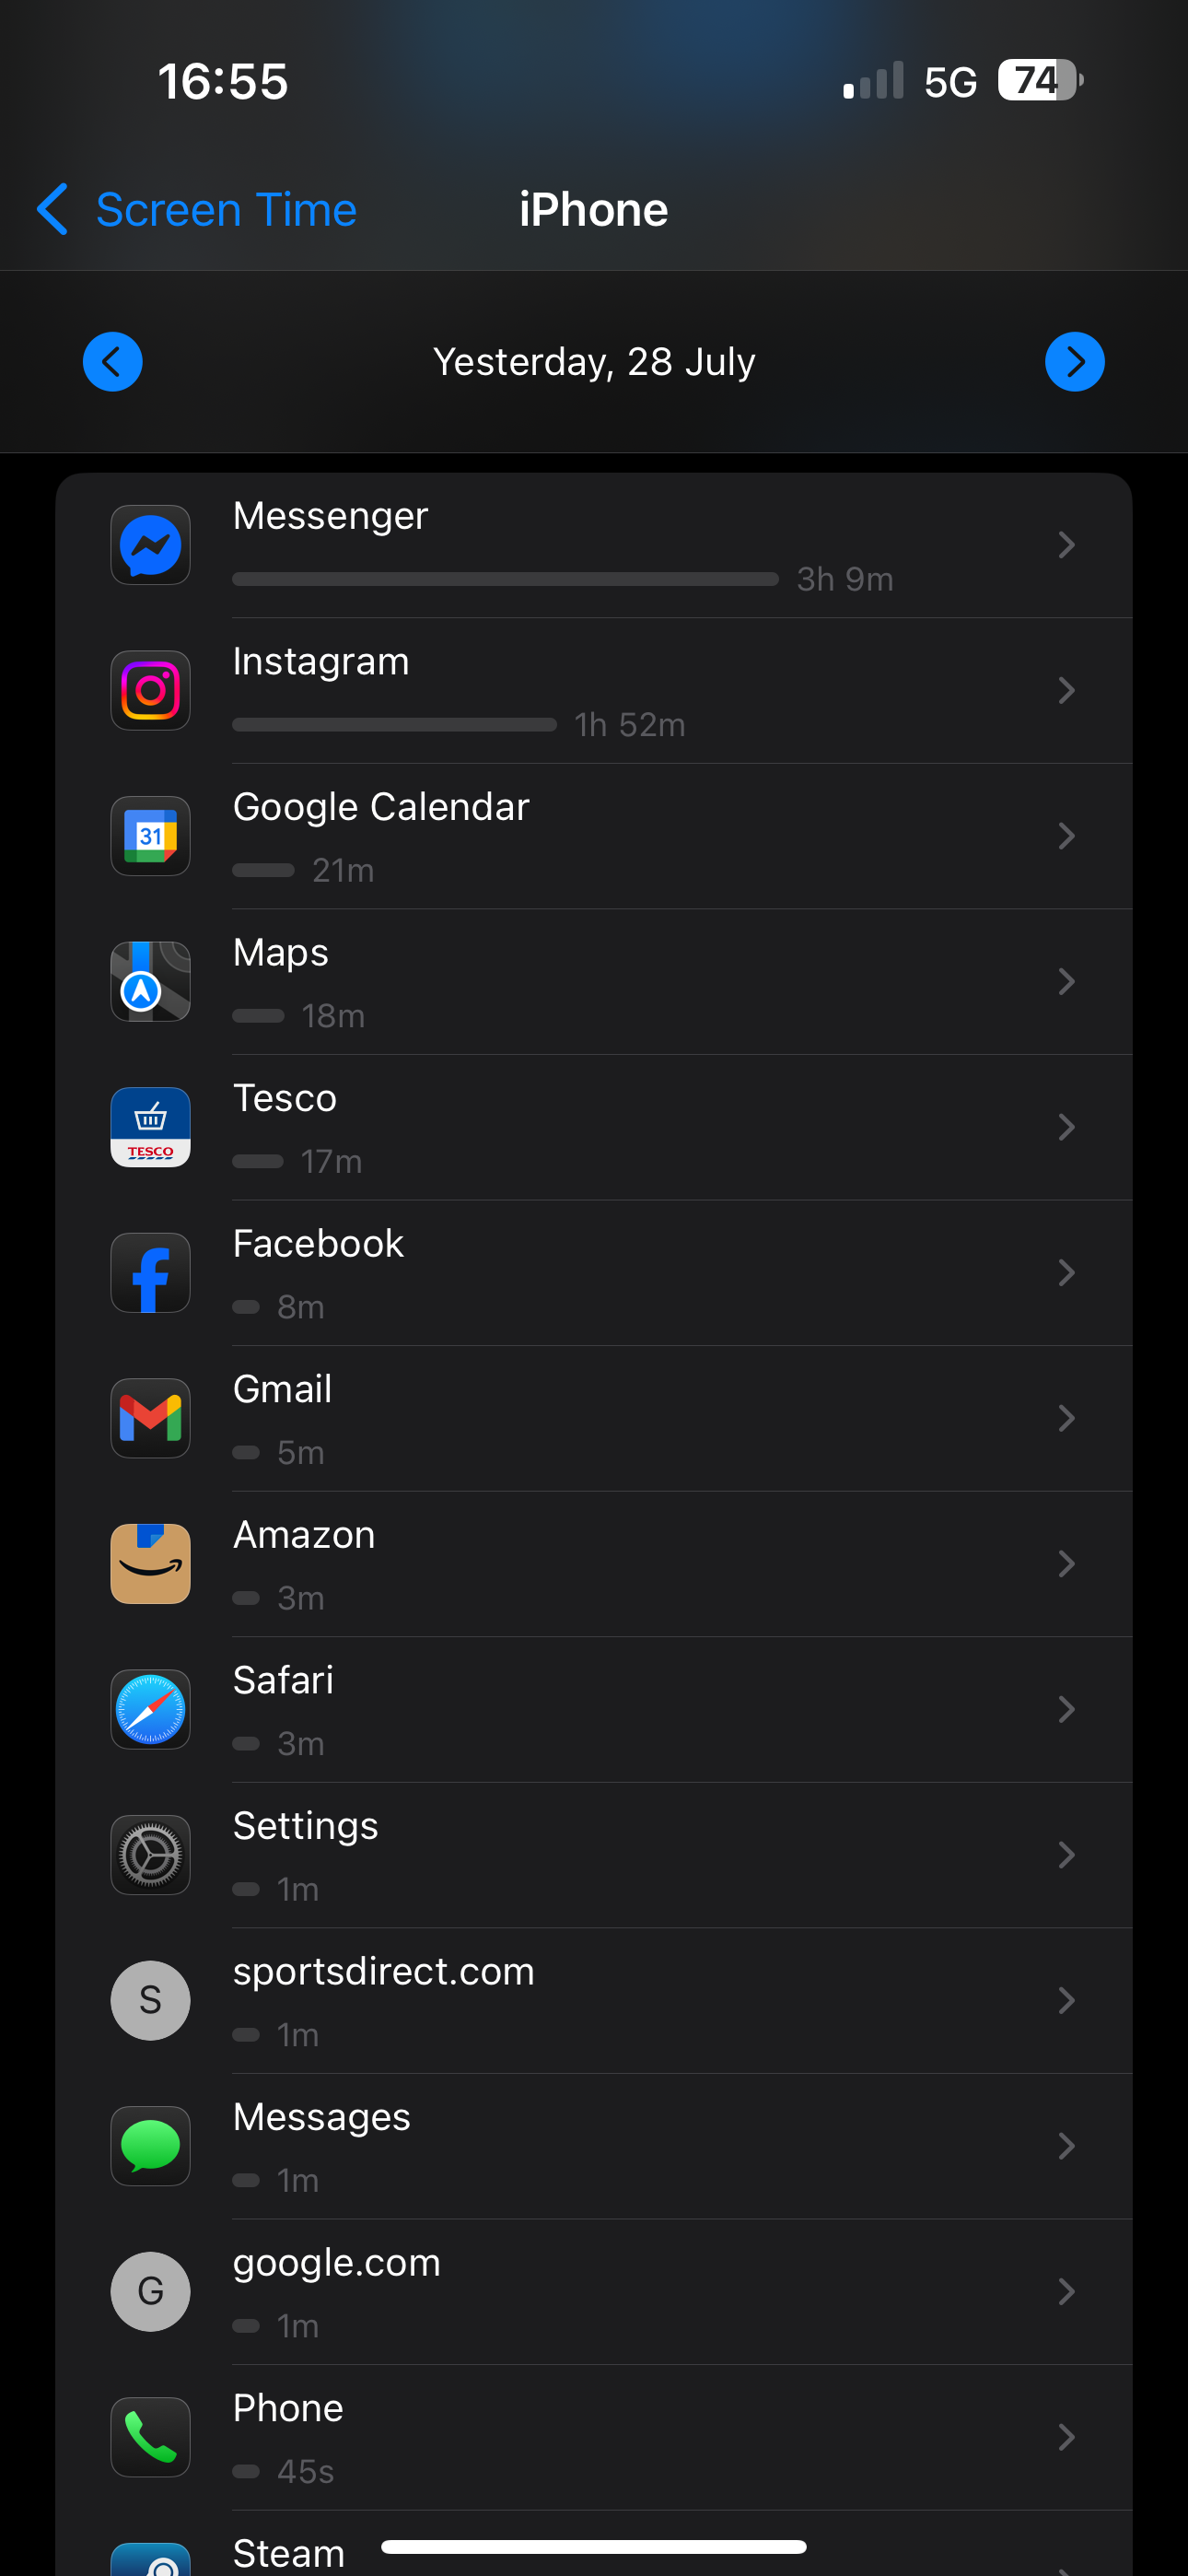 16:55
5G 74
Screen Time
iPhone
Yesterday, 28 July
Messenger
3h 9m
Instagram
1h 52m
31
Google Calendar
21m
Maps
18m
TESCO
Tesco
17m
Facebook
8m
Gmail
5m
Amazon
3m
Safari
3m
Settings
1m
S
sportsdirect.com
1m
Messages
1m
G
google.com
1m
Phone
45s
Steam